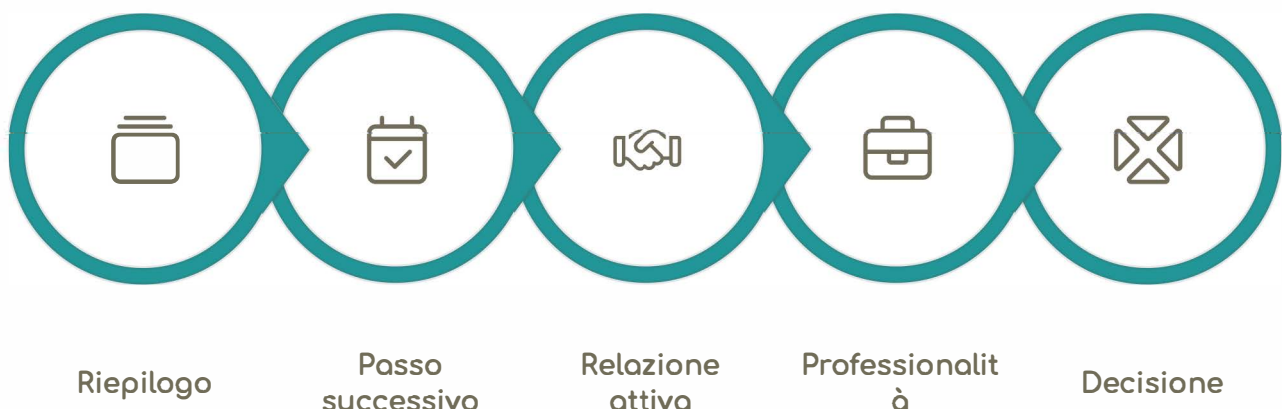 Riepilogo
Passo
successivo
Relazione
attiva
Professionalit
à
Decisione